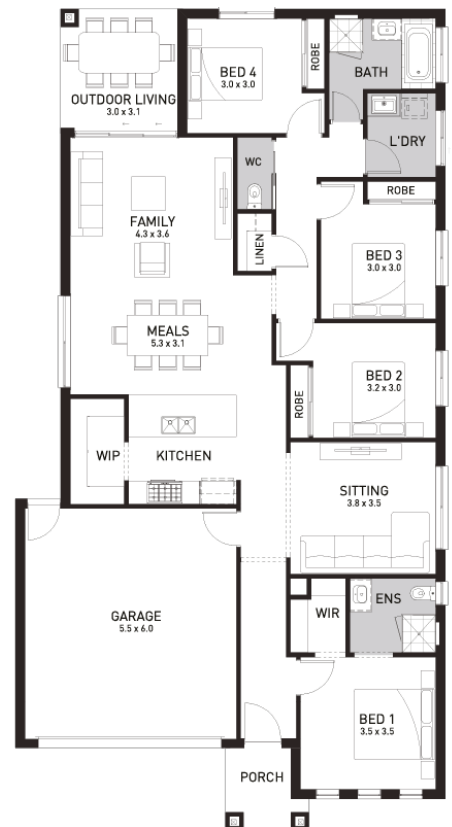 BED 4
3.0 x 3.0
ROBE
BATH
OUTDOOR LIVING
3.0 x 3.1
L'DRY
WC
ROBE
FAMILY
4.3 x 3.6
LINEN
BED 3
3.0 x 3.0
MEALS
5.3 x 3.1
BED 2
3.2 x 3.0
ROBE
WIP
KITCHEN
SITTING
3.8 x 3.5
GARAGE
5.5 x 6.0
WIR
ENS
BED 1
3.5 x 3.5
PORCH